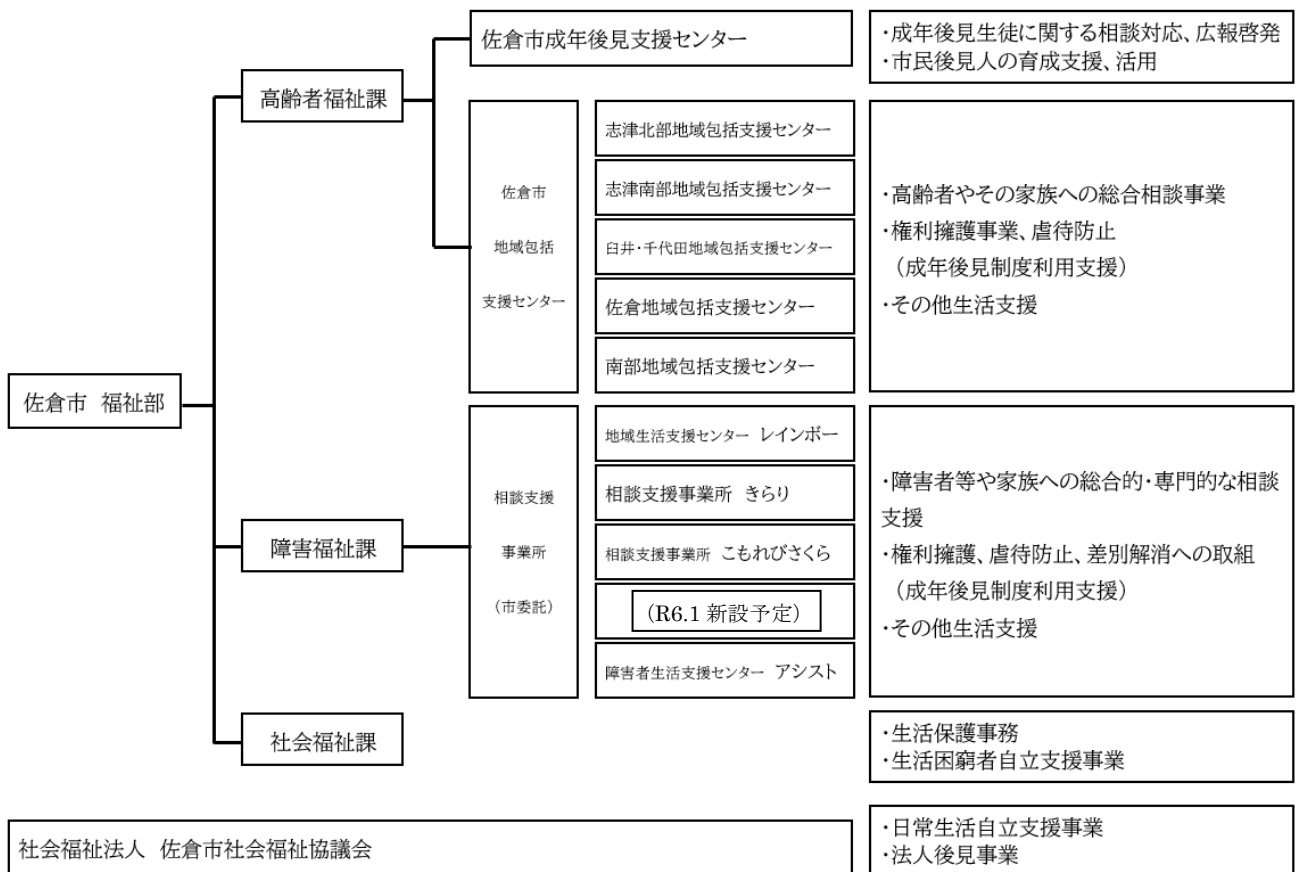 佐倉市成年後見支援センター
・成年後見生徒に関する相談対応、広報啓発
・市民後見人の育成支援、活用
高齢者福祉課
佐倉市
地域包括
支援センター
志津北部地域包括支援センター
志津南部地域包括支援センター
臼井・千代田地域包括支援センター
佐倉地域包括支援センター
南部地域包括支援センター
・高齢者やその家族への総合相談事業
・権利擁護事業、虐待防止
（成年後見制度利用支援）
・その他生活支援
佐倉市 福祉部
障害福祉課
相談支援
事業所
（市委託）
地域生活支援センター レインボー
相談支援事業所 きらり
相談支援事業所 こもれびさくら
（R6.1 新設予定）
障害者生活支援センター アシスト
・障害者等や家族への総合的・専門的な相談
支援
・権利擁護、虐待防止、差別解消への取組
（成年後見制度利用支援）
・その他生活支援
社会福祉課
・生活保護事務
・生活困窮者自立支援事業
社会福祉法人 佐倉市社会福祉協議会
・日常生活自立支援事業
・法人後見事業